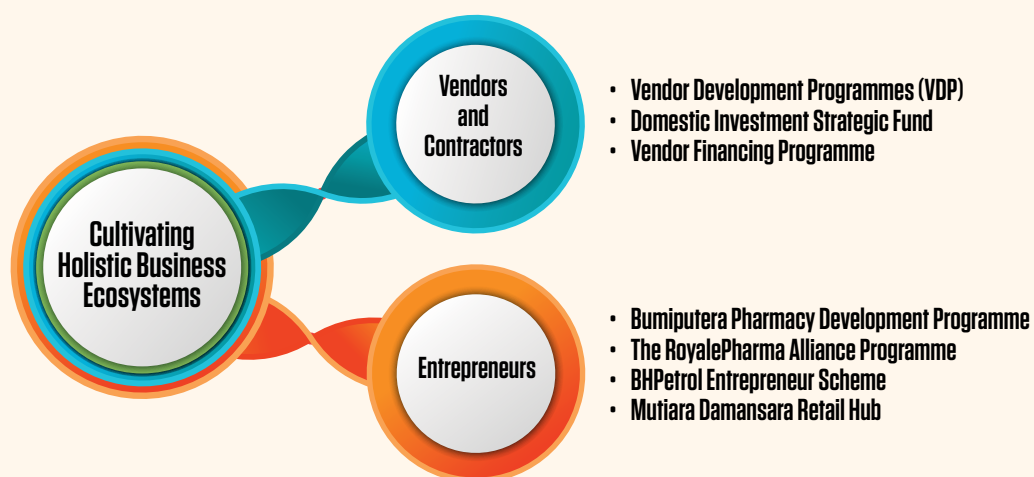 Cultivating
Holistic Business
Ecosystems
Vendors
and
Contractors
• Vendor Development Programmes (VDP)
• Domestic Investment Strategic Fund
• Vendor Financing Programme
Entrepreneurs
• Bumiputera Pharmacy Development Programme
• The RoyalePharma Alliance Programme
• BHPetrol Entrepreneur Scheme
• Mutiara Damansara Retail Hub